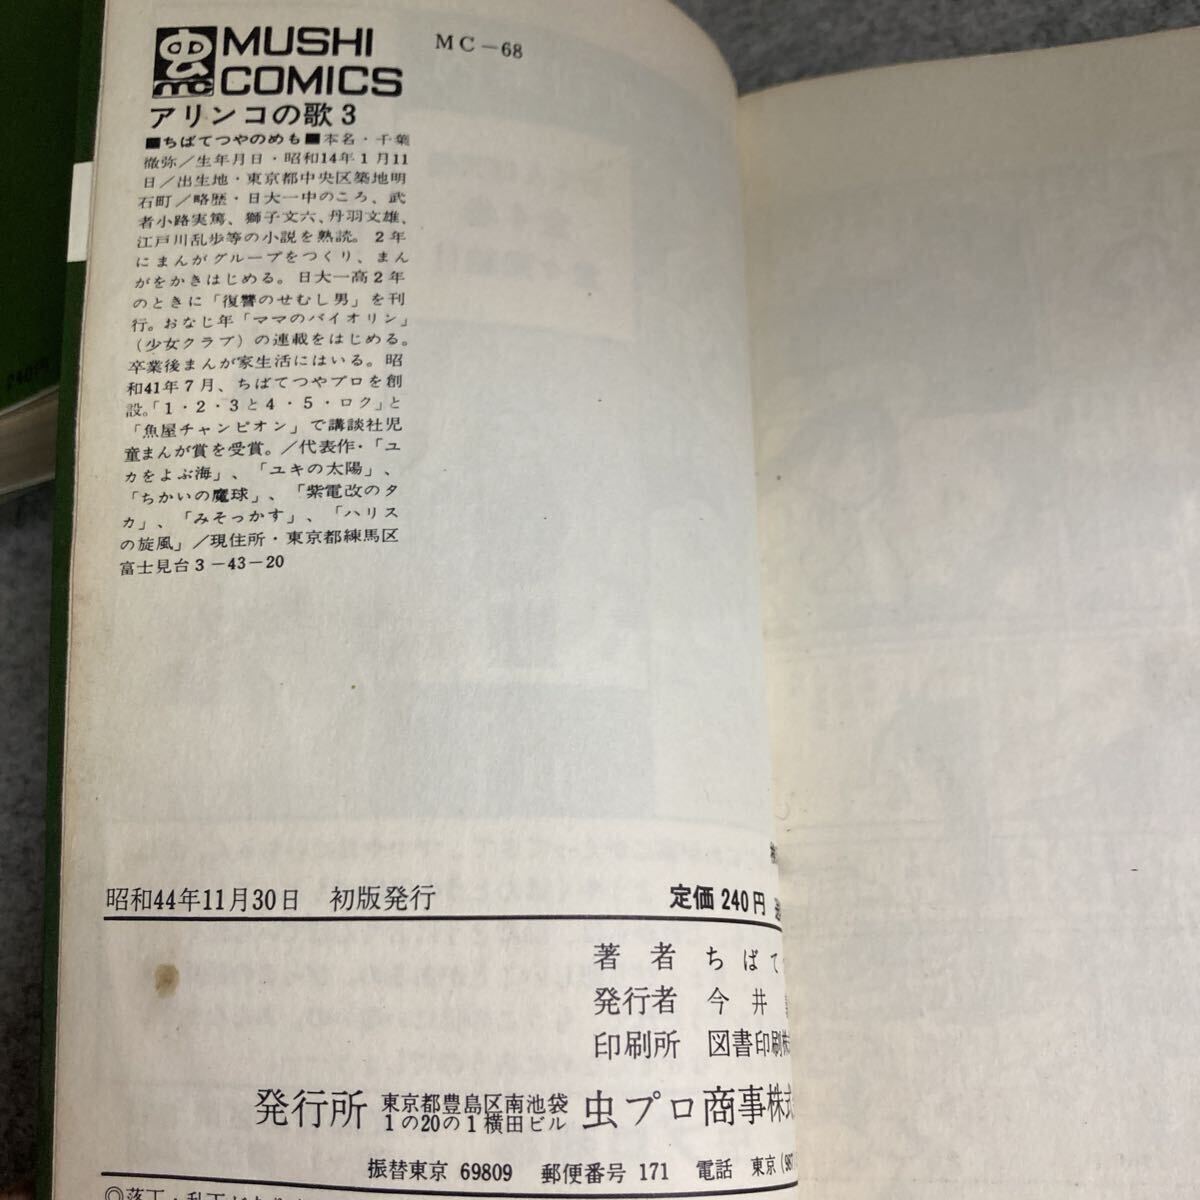 虫
mc
MUSHI
COMICS
MC-68
アリンコの歌3
■ちばてつやのめも■本名・千葉
徹弥/生年月日・昭和14年1月11
日/出生地・東京都中央区築地明
石町/略歴・日大一中のころ、武
者小路実篤、獅子文六、丹羽文雄、
江戸川乱歩等の小説を熟読。2年
にまんがグループをつくり、まん
がをかきはじめる。日大一高2年
のときに「復讐のせむし男」を刊
行。おなじ年「ママのバイオリン」
(少女クラブ)の連載をはじめる。
卒業後まんが家生活にはいる。昭
和41年7月、ちばてつやプロを創
設。「1・2・3と4・5・ロク」と
「魚屋チャンピオン」で講談社児
童まんが賞を受賞。/代表作・「ユ
カをよぶ海」、「ユキの太陽」、
「ちかいの魔球」、「紫電改のタ
カ」、「みそっかす」、「ハリス
の旋風」/現住所・東京都練馬区
富士見台3-43-20
昭和44年11月30日 初版発行
定価240円
著者 ちばて
発行者 今井
印刷所 図書印刷株
発行所 東京都豊島区南池袋
1の20の1横田ビル 虫プロ商事株式
振替東京 69809 郵便番号 171 電話 東京(987
240円